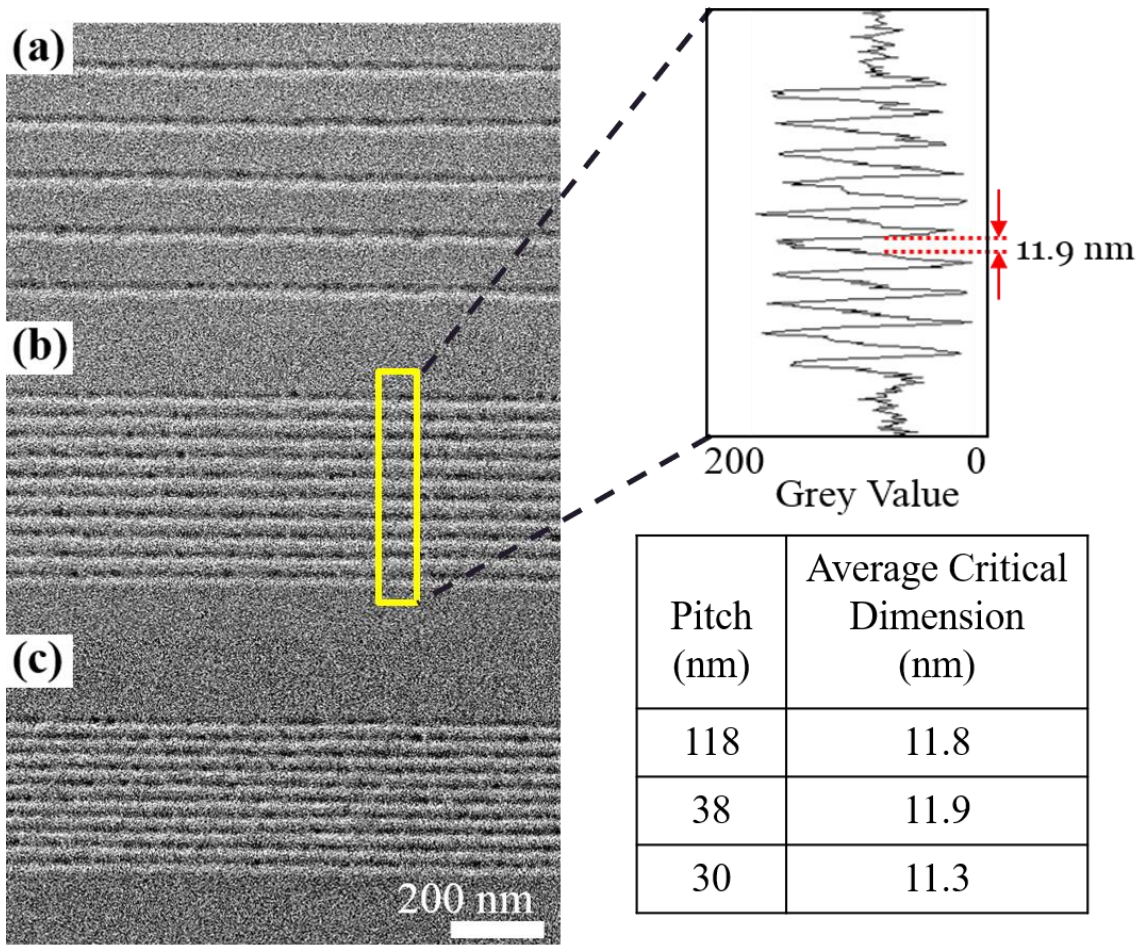 (a)
(b)
(c)
200 nm
11.9 nm
200 0
Grey Value
Pitch
(nm)
Average Critical
Dimension
(nm)
118 11.8
38 11.9
30 11.3